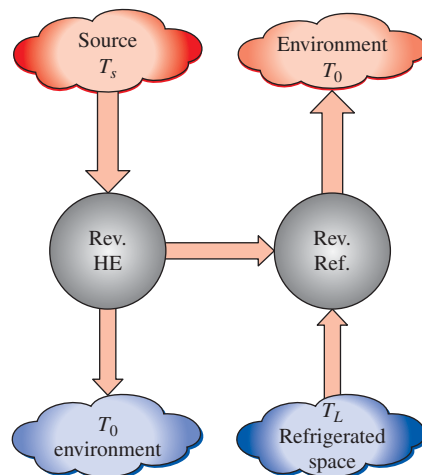 Source
T_s
Environment
T_0
Rev.
HE
Rev.
Ref.
T_0
environment
T_L
Refrigerated
space